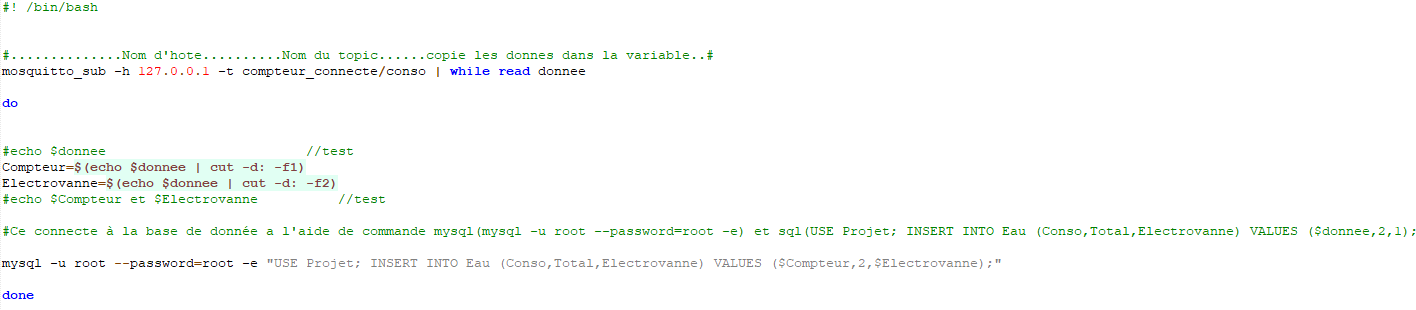 #! /bin/bash
#..............Nom d'hote..........Nom du topic......copie les donnes dans la variable..#
mosquitto_sub -h 127.0.0.1 -t compteur_connecte/conso | while read donnee
do
#echo $donnee                         //test
Compteur=$(echo $donnee | cut -d: -f1)
Electrovanne=$(echo $donnee | cut -d: -f2)
#echo $Compteur et $Electrovanne          //test
#Ce connecte à la base de donnée a l'aide de commande mysql(mysql -u root --password=root -e) et sql(USE Projet; INSERT INTO Eau (Conso,Total,Electrovanne) VALUES ($donnee,2,1);
mysql -u root --password=root -e "USE Projet; INSERT INTO Eau (Conso,Total,Electrovanne) VALUES ($Compteur,2,$Electrovanne);"
done